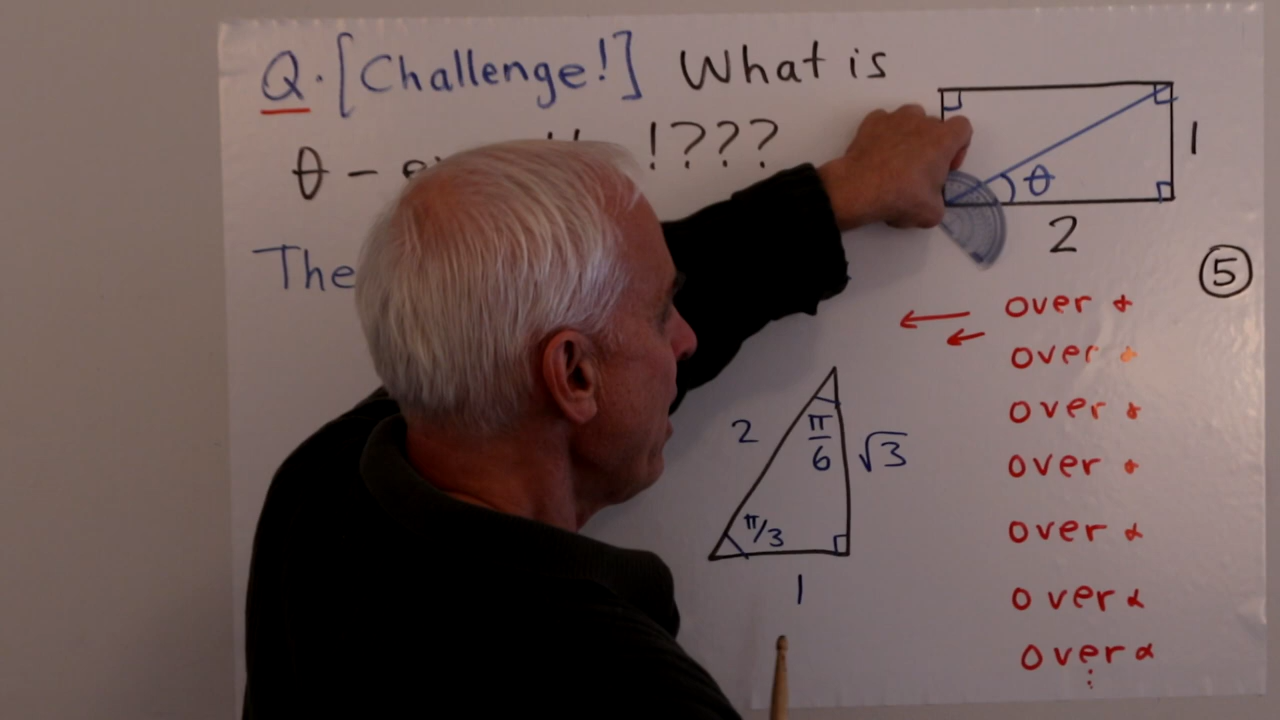 Q. [Challenge!] What is
θ – !???
The
θ
1
2
5
over &
over &
over &
over &
over &
over &
over &
2
π/6
√3
π/3
1